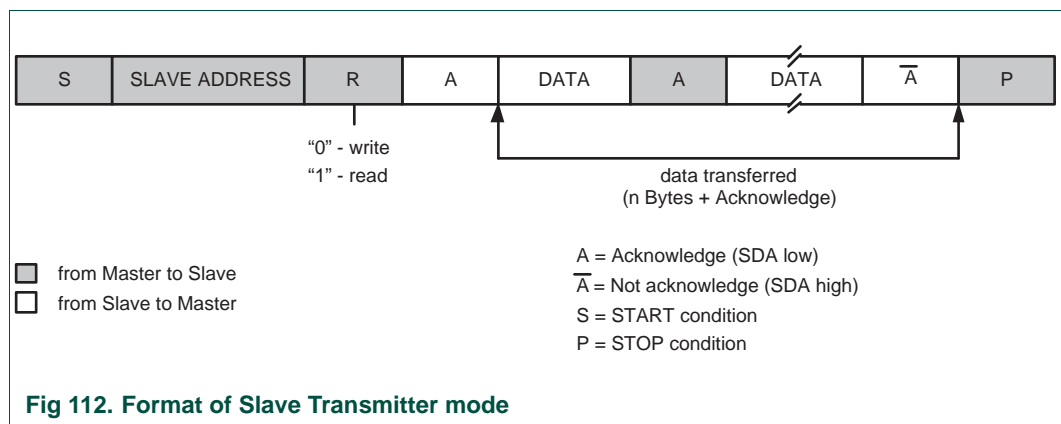 S SLAVE ADDRESS R A DATA A DATA A̅ P
“0” - write
“1” - read
data transferred
(n Bytes + Acknowledge)
from Master to Slave
from Slave to Master
A = Acknowledge (SDA low)
A̅ = Not acknowledge (SDA high)
S = START condition
P = STOP condition
Fig 112. Format of Slave Transmitter mode